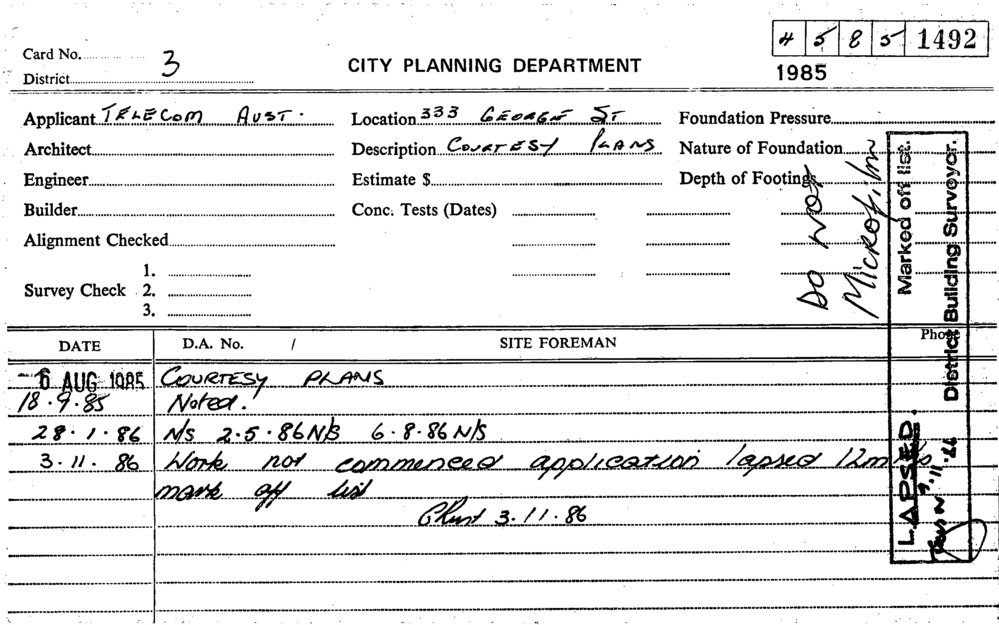 4 5 8 5 1492
1985
Card No.
District 3
CITY PLANNING DEPARTMENT
Applicant TELECOM AUST.
Location 333 GEORGE ST
Foundation Pressure
Architect
Description COURTESY PLANS
Nature of Foundation
Engineer
Estimate $
Depth of Footings
Builder
Conc. Tests (Dates)
Alignment Checked
Survey Check
1.
2.
3.
Do Not
Microfilm
LAPSED. Marked off list.
District Building Surveyor.
DATE D.A. No. / SITE FOREMAN Phone
6 AUG 1985 COURTESY PLANS
18.9.85 Noted.
28.1.86 N/S 2.5.86 N/S 6.8.86 N/S
3.11.86 Work not commenced application lapsed 12mths
mark off list
3.11.86